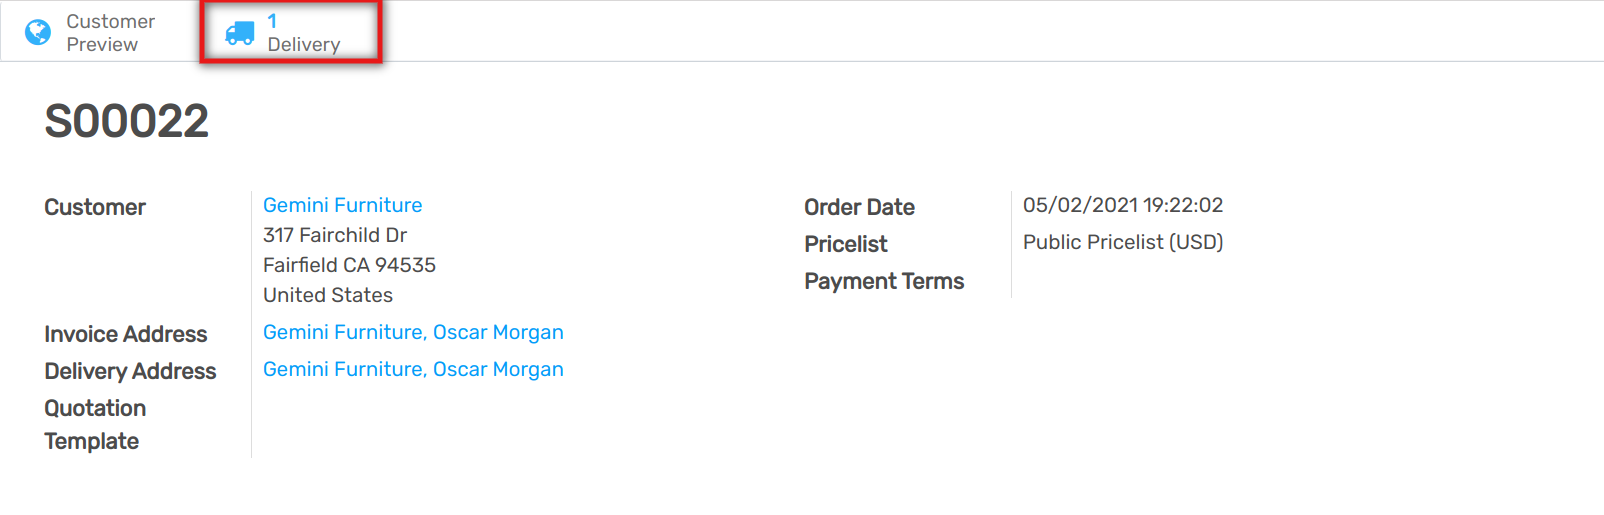 Customer
Preview
1
Delivery
S00022
Customer
Gemini Furniture
317 Fairchild Dr
Fairfield CA 94535
United States
Invoice Address
Gemini Furniture, Oscar Morgan
Delivery Address
Gemini Furniture, Oscar Morgan
Quotation
Template
Order Date
05/02/2021 19:22:02
Pricelist
Public Pricelist (USD)
Payment Terms